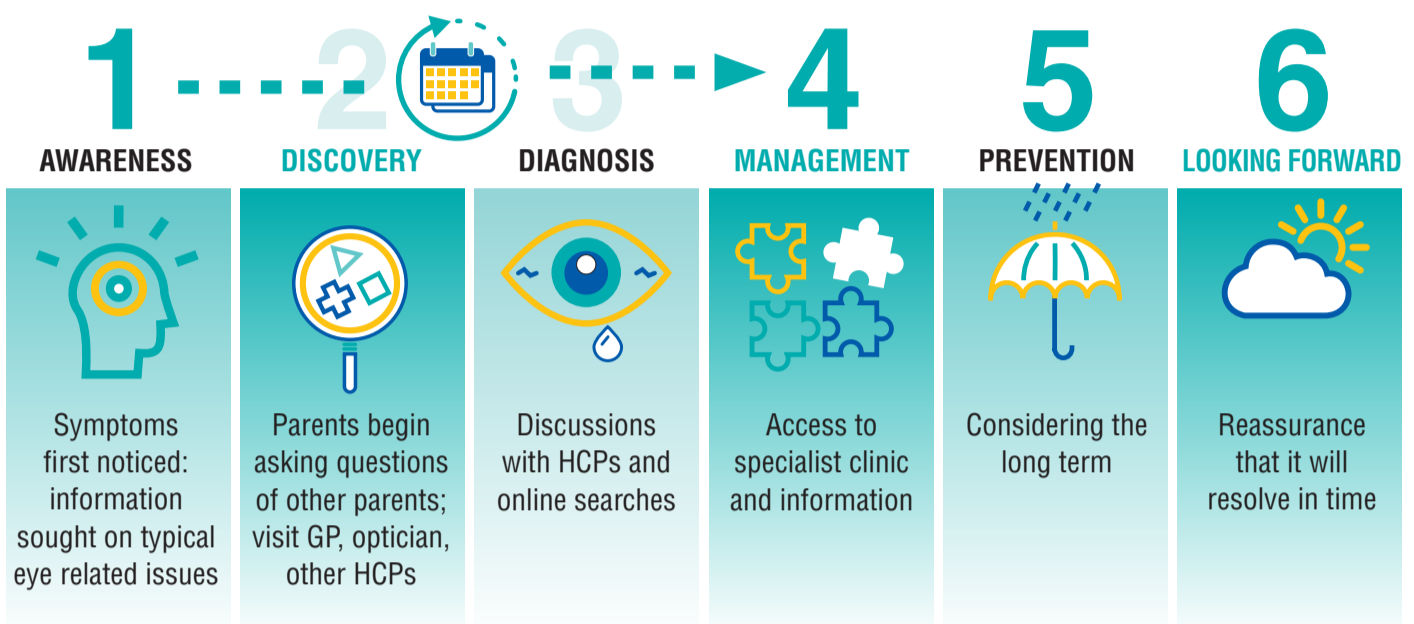 1
2
3
4
5
6
AWARENESS
DISCOVERY
DIAGNOSIS
MANAGEMENT
PREVENTION
LOOKING FORWARD
Symptoms
first noticed:
information
sought on typical
eye related issues
Parents begin
asking questions
of other parents;
visit GP, optician,
other HCPs
Discussions
with HCPs and
online searches
Access to
specialist clinic
and information
Considering the
long term
Reassurance
that it will
resolve in time